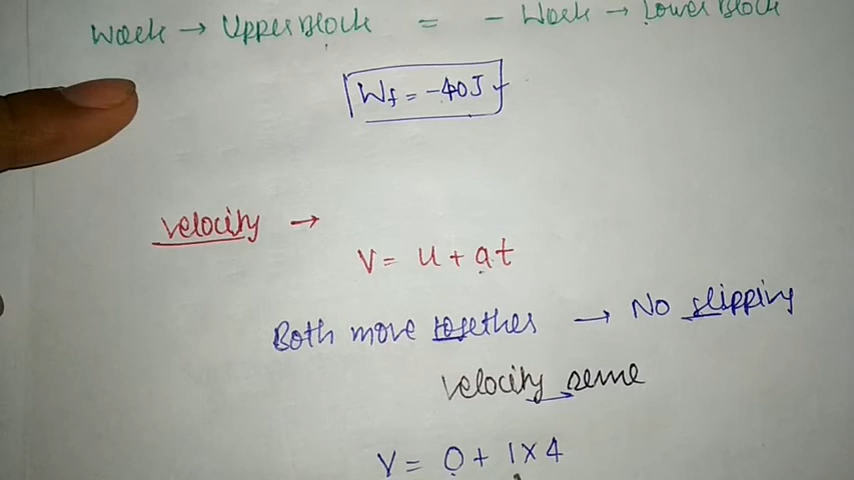 Work → Upper Block = - Work → Lower Block
Wf = -40J
velocity →
V = u + at
Both move together → No slipping
velocity same
V = 0 + 1 × 4